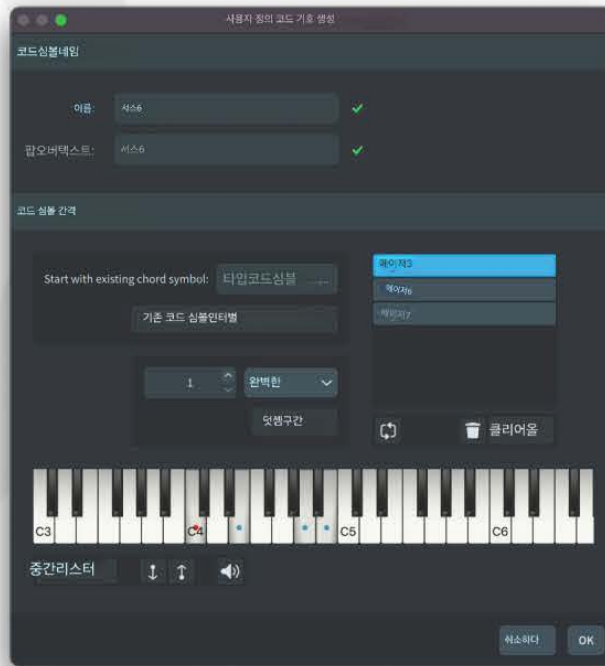 사용자 정의 코드 기호 생성
코드심볼네임
이름: 서스6
팝오버텍스트: 서스6
코드 심볼 간격
Start with existing chord symbol: 타입코드심볼 ...
기존 코드 심볼인터벌
1 완벽한
덧셈구간
메이저3
메이저6
메이저7
클리어올
C3 C4 C5 C6
중간리스터
취소하다 OK